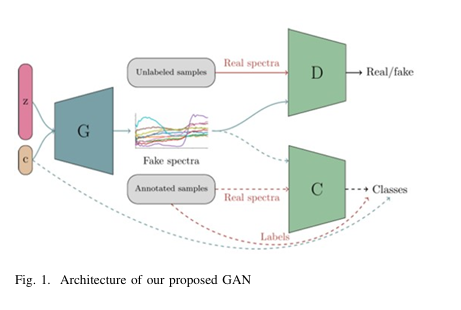 Unlabeled samples
Real spectra
D
Real/fake
z
G
Fake spectra
c
Annotated samples
Real spectra
C
Classes
Labels
Fig. 1. Architecture of our proposed GAN